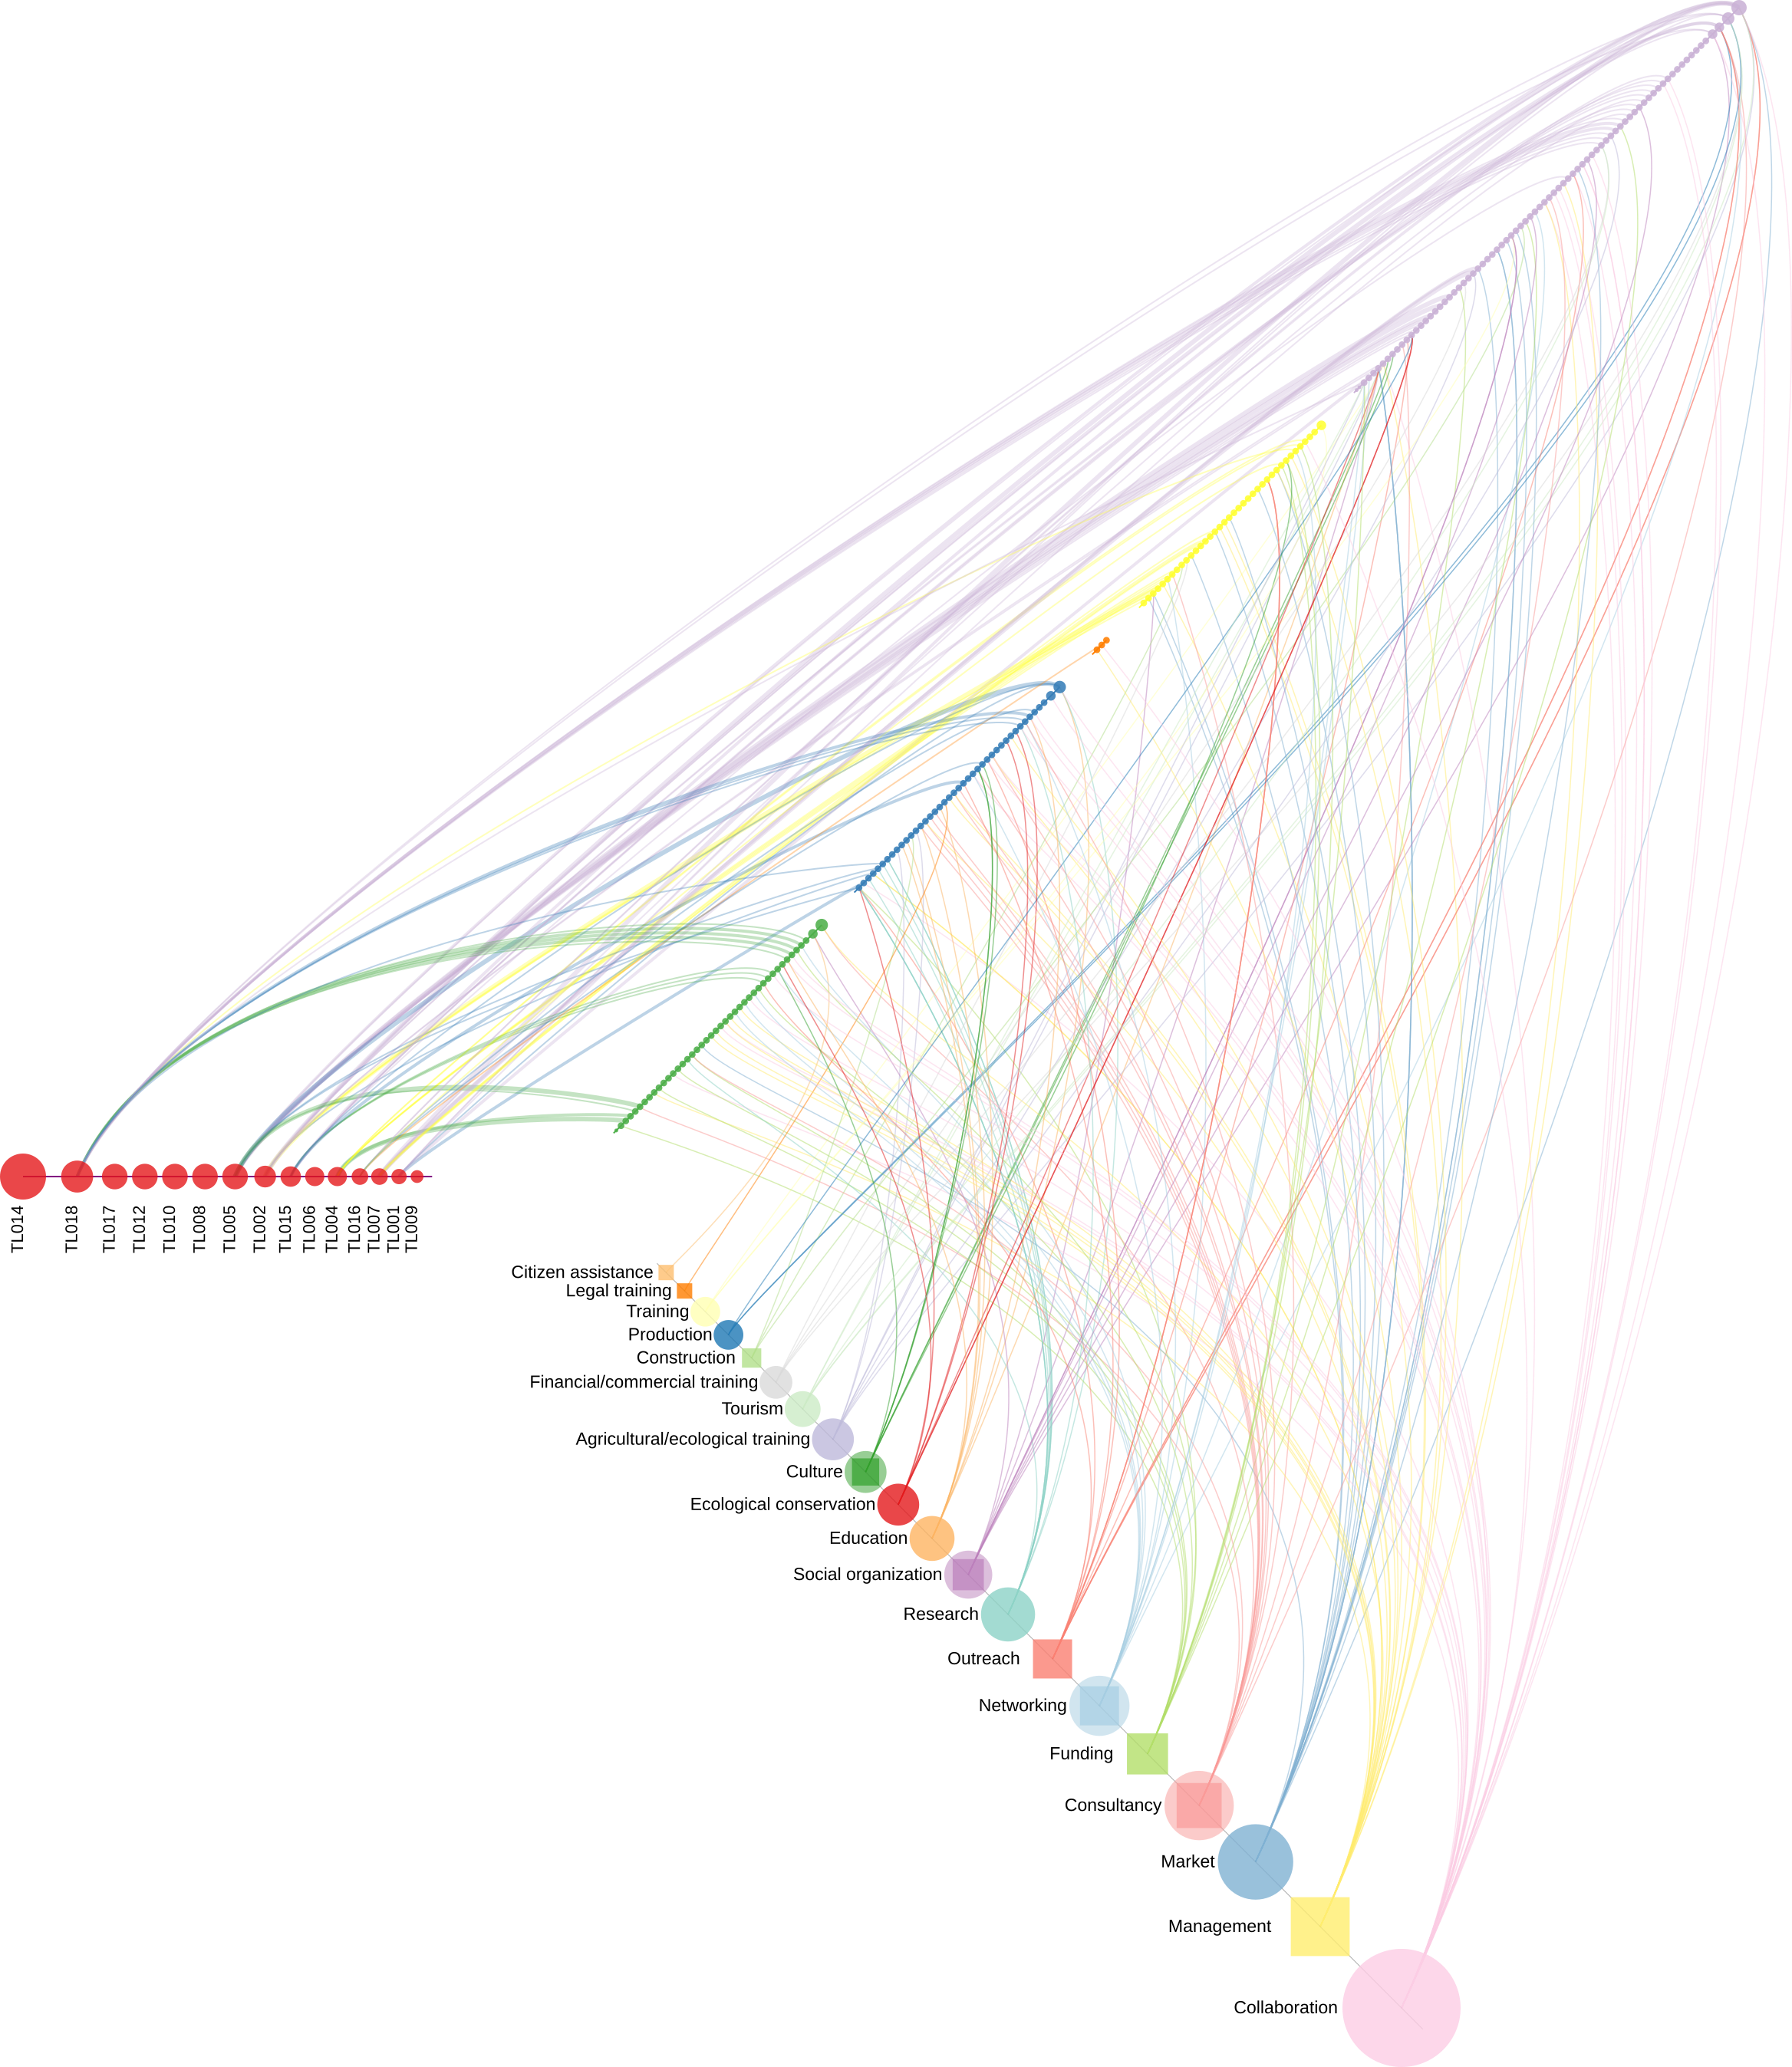 TL014
TL018
TL017
TL012
TL010
TL008
TL005
TL002
TL015
TL006
TL004
TL016
TL007
TL001
TL009
Citizen assistance
Legal training
Training
Production
Construction
Financial/commercial training
Tourism
Agricultural/ecological training
Culture
Ecological conservation
Education
Social organization
Research
Outreach
Networking
Funding
Consultancy
Market
Management
Collaboration